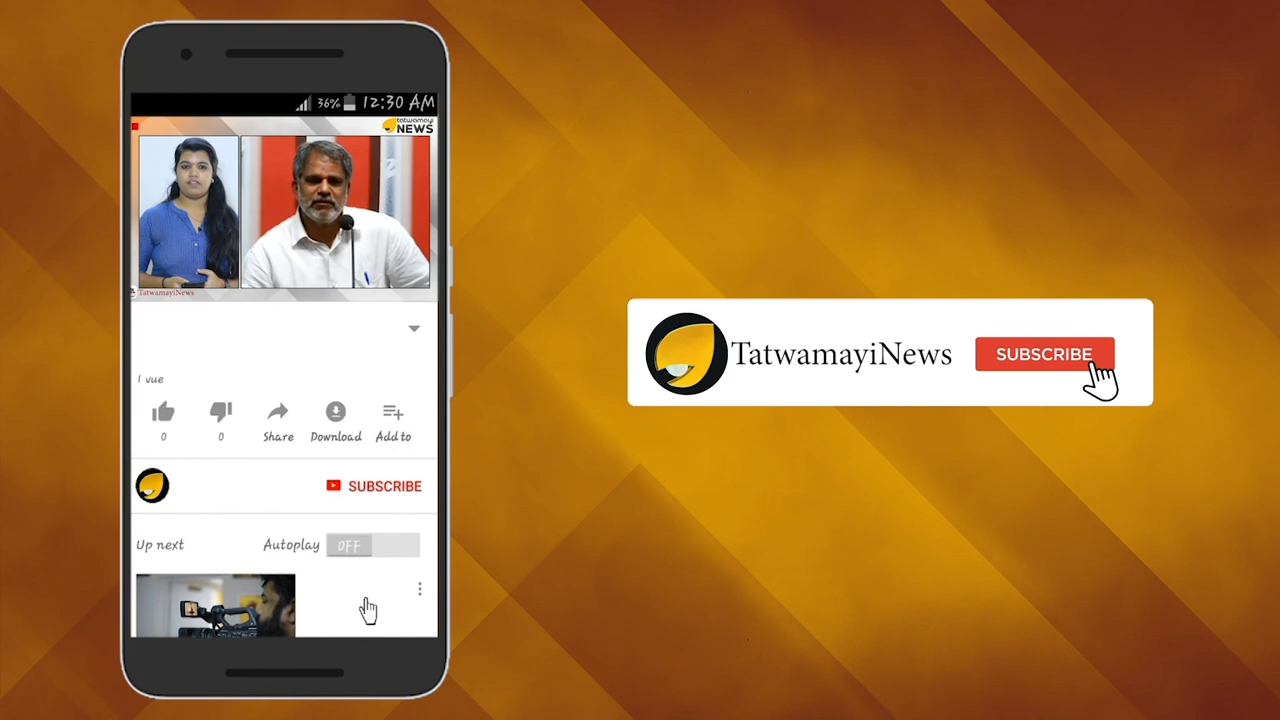 36% 12:30 AM
tatwamayi
NEWS
TatwamayiNews
1 vue
0 0 Share Download Add to
SUBSCRIBE
Up next Autoplay OFF
TatwamayiNews SUBSCRIBE